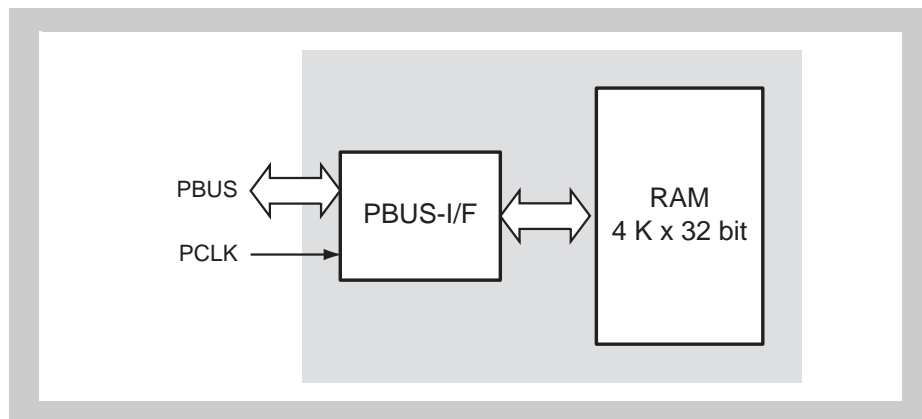 PBUS
PCLK
PBUS-I/F
RAM
4 K x 32 bit